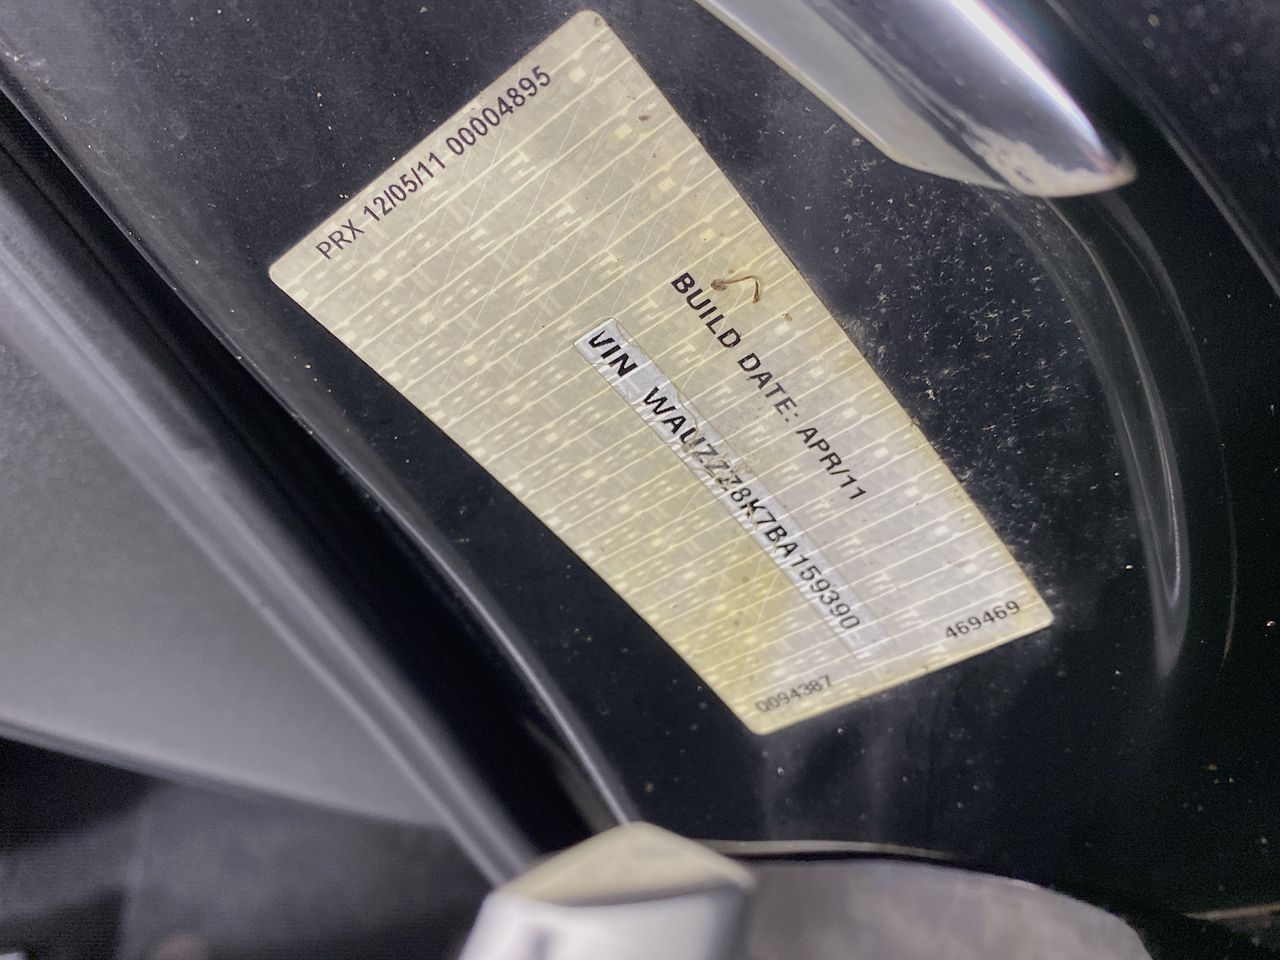 PRX 12/05/11 00004895
BUILD DATE: APR/11
VIN WAUZZZ8K7BA159390
469469
0094387